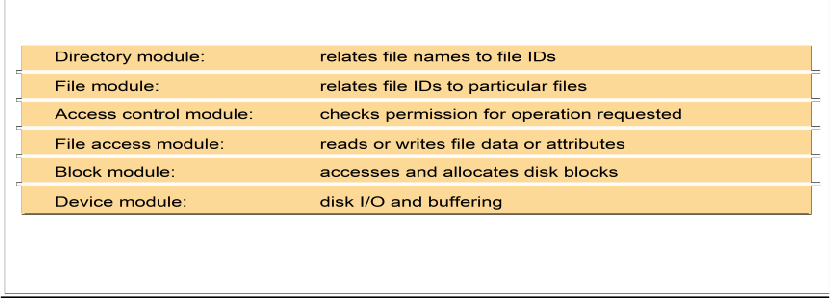 Directory module: relates file names to file IDs
File module: relates file IDs to particular files
Access control module: checks permission for operation requested
File access module: reads or writes file data or attributes
Block module: accesses and allocates disk blocks
Device module: disk I/O and buffering